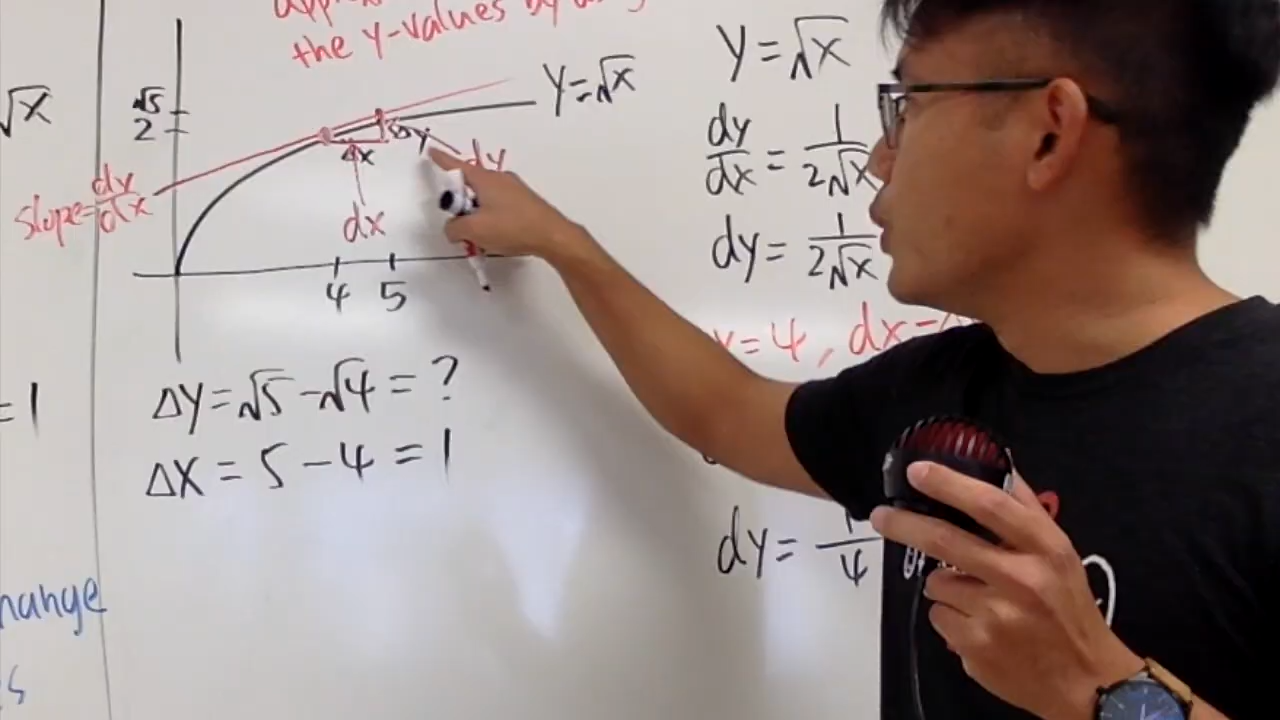 the y-values by
√x
√5
2
y=√x
Δy
Δx
dy
slope=dy/dx
dx
4 5
Δy=√5-√4=?
Δx=5-4=1
= 1
y=√x
dy/dx=1/2√x
dy=1/2√x
=4, dx=
dy=1/4